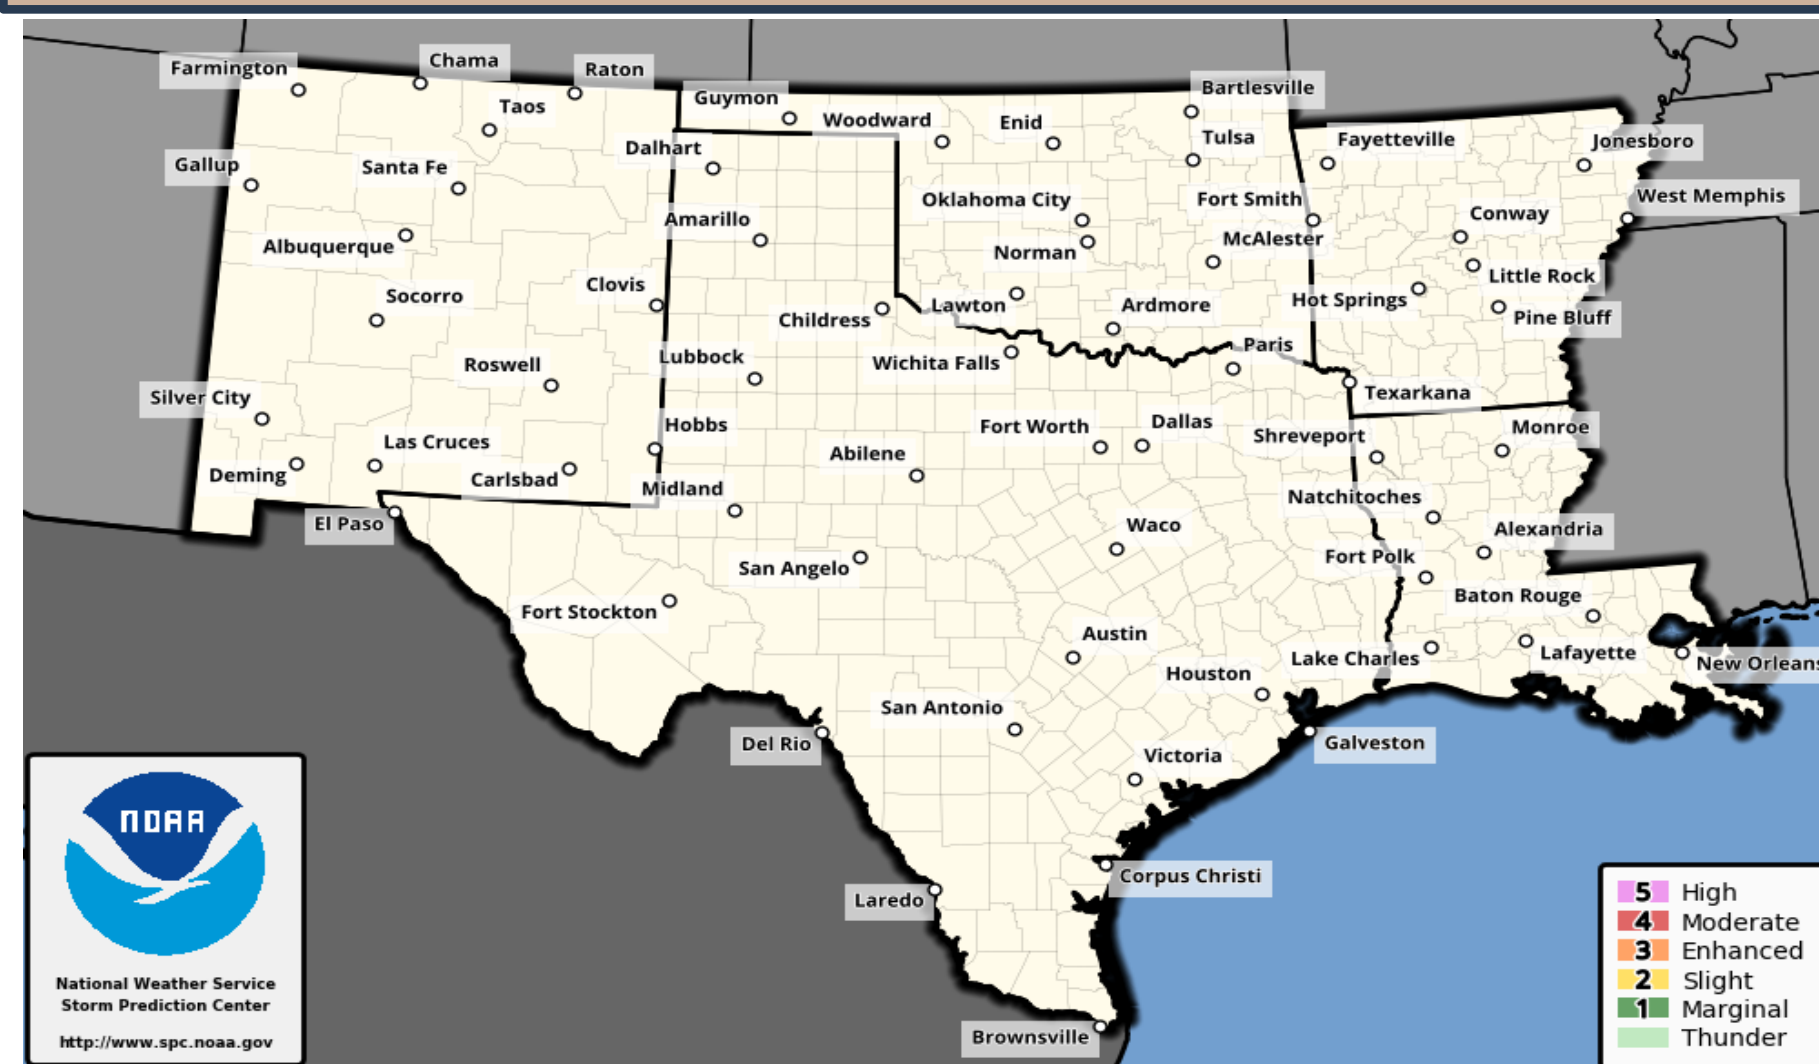 Farmington
Chama
Raton
Taos
Guymon
Woodward
Enid
Bartlesville
Tulsa
Fayetteville
Jonesboro
Gallup
Santa Fe
Dalhart
Oklahoma City
Fort Smith
West Memphis
Amarillo
Conway
Albuquerque
Norman
McAlester
Little Rock
Socorro
Clovis
Childress
Lawton
Ardmore
Hot Springs
Pine Bluff
Roswell
Lubbock
Wichita Falls
Paris
Texarkana
Silver City
Hobbs
Las Cruces
Abilene
Fort Worth
Dallas
Shreveport
Monroe
Deming
Carlsbad
Midland
Natchitoches
El Paso
Waco
Alexandria
San Angelo
Fort Polk
Fort Stockton
Baton Rouge
Austin
Lake Charles
Lafayette
New Orleans
Houston
San Antonio
Del Rio
Galveston
Victoria
Corpus Christi
Laredo
Brownsville
NOAA
National Weather Service
Storm Prediction Center
http://www.spc.noaa.gov
5 High
4 Moderate
3 Enhanced
2 Slight
1 Marginal
Thunder